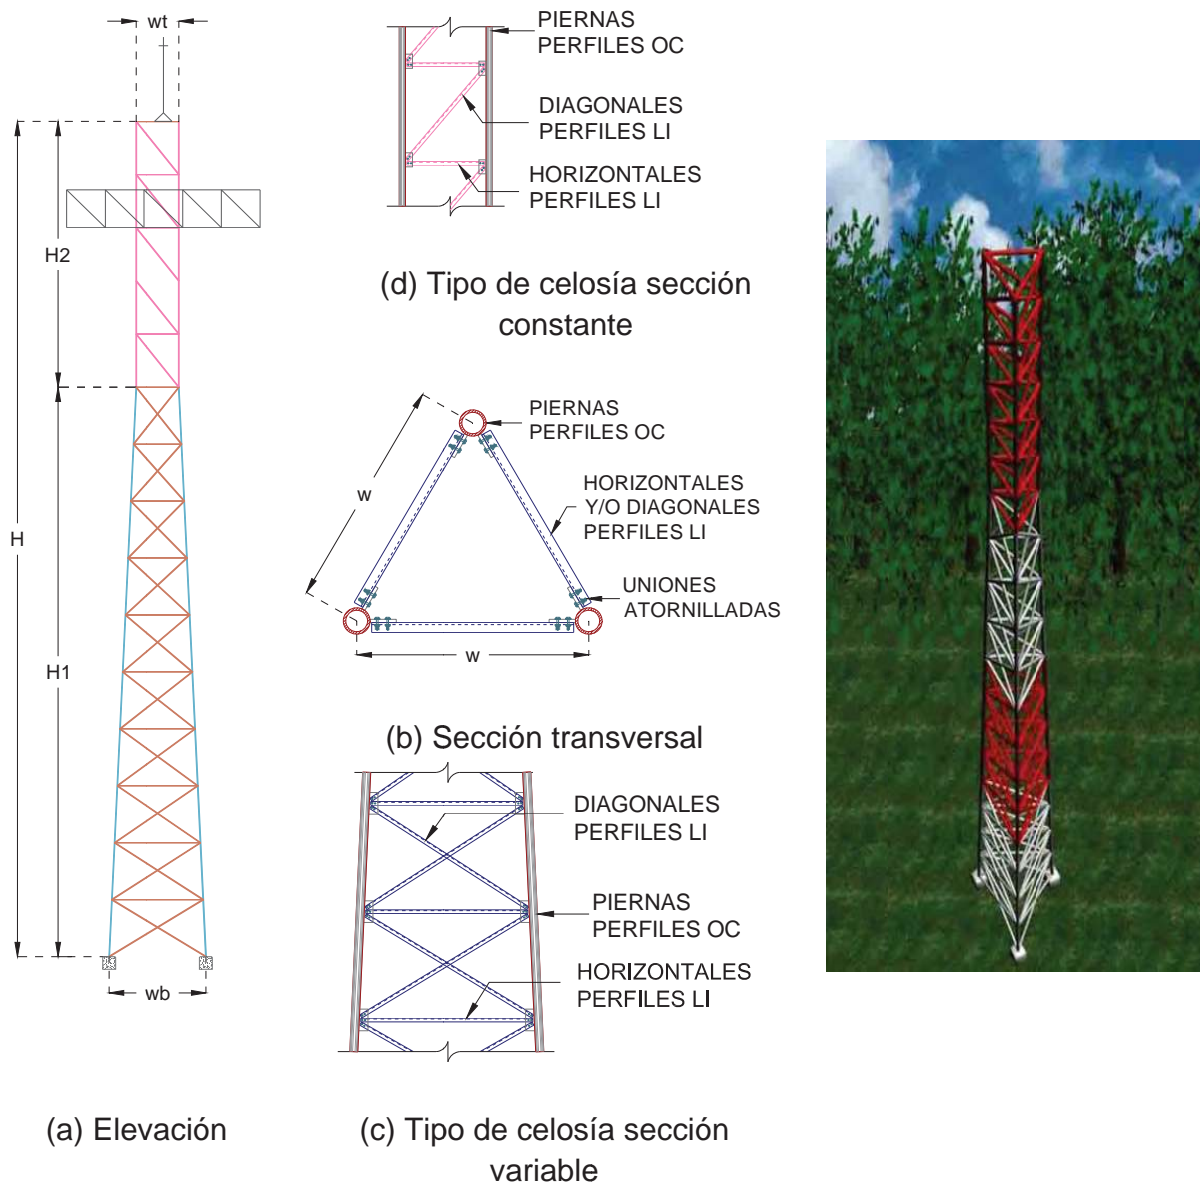 wt
H
H2
H1
wb
(a) Elevación
PIERNAS
PERFILES OC
DIAGONALES
PERFILES LI
HORIZONTALES
PERFILES LI
(d) Tipo de celosía sección
constante
PIERNAS
PERFILES OC
w
HORIZONTALES
Y/O DIAGONALES
PERFILES LI
UNIONES
ATORNILLADAS
w
(b) Sección transversal
DIAGONALES
PERFILES LI
PIERNAS
PERFILES OC
HORIZONTALES
PERFILES LI
(c) Tipo de celosía sección
variable